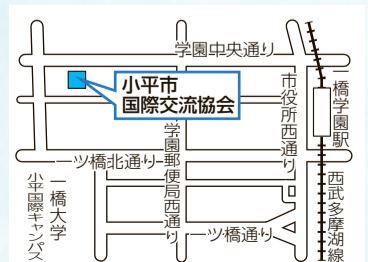 学園中央通り
小平市
国際交流協会
市役所西通り
一橋学園駅
学園郵便局西通り
一ツ橋北通り
小平国際キャンパス
一橋大学
一ツ橋通り
西武多摩湖線